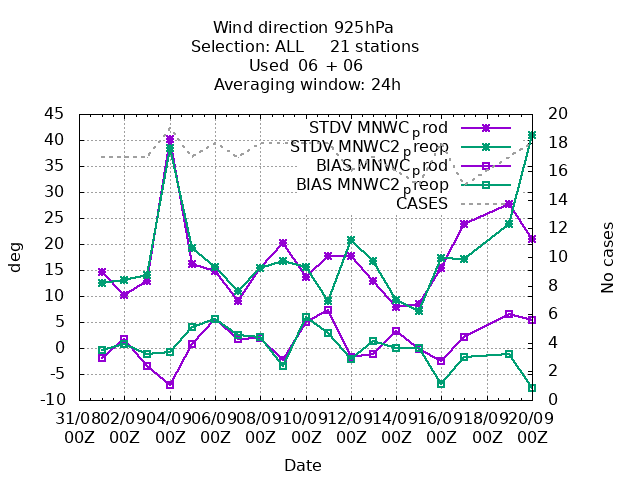 Wind direction 925hPa
Selection: ALL 21 stations
Used 06 + 06
Averaging window: 24h
STDV MNWC_prod
STDV MNWC2_preop
BIAS MNWC_prod
BIAS MNWC2_preop
CASES
deg
45
40
35
30
25
20
15
10
5
0
-5
-10
20
18
16
14
12
10
8
6
4
2
0
No cases
31/08 02/09 04/09 06/09 08/09 10/09 12/09 14/09 16/09 18/09 20/09
00Z 00Z 00Z 00Z 00Z 00Z 00Z 00Z 00Z 00Z 00Z
Date